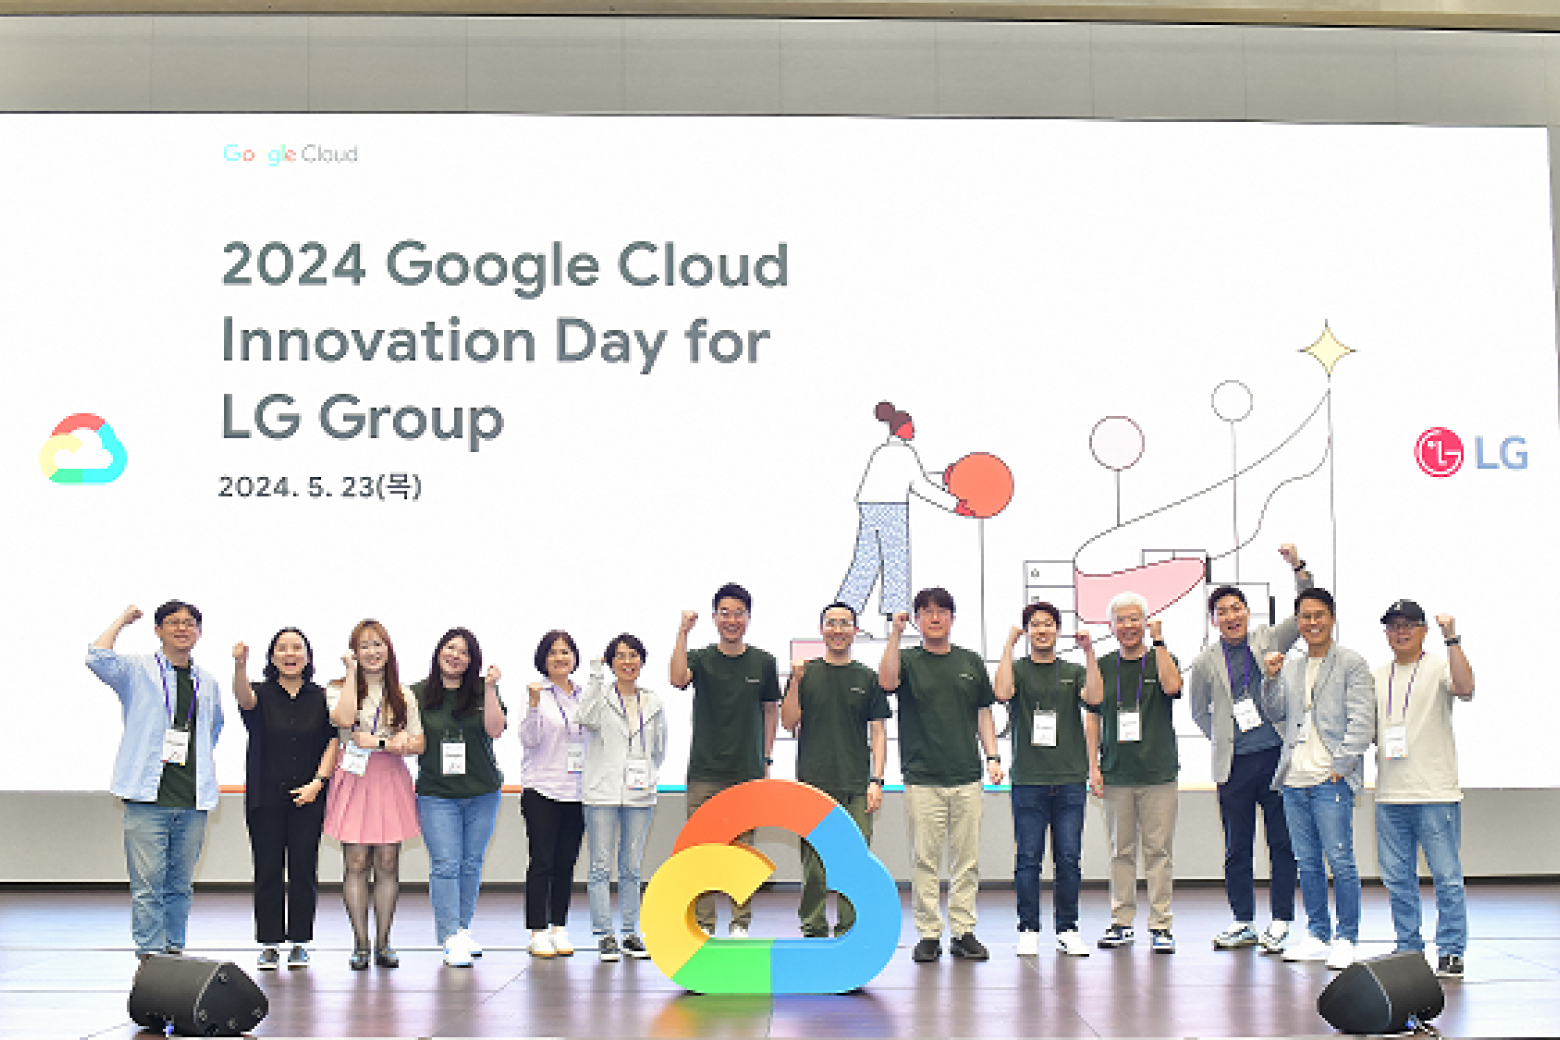 Google Cloud
2024 Google Cloud
Innovation Day for
LG Group
2024. 5. 23(목)
LG